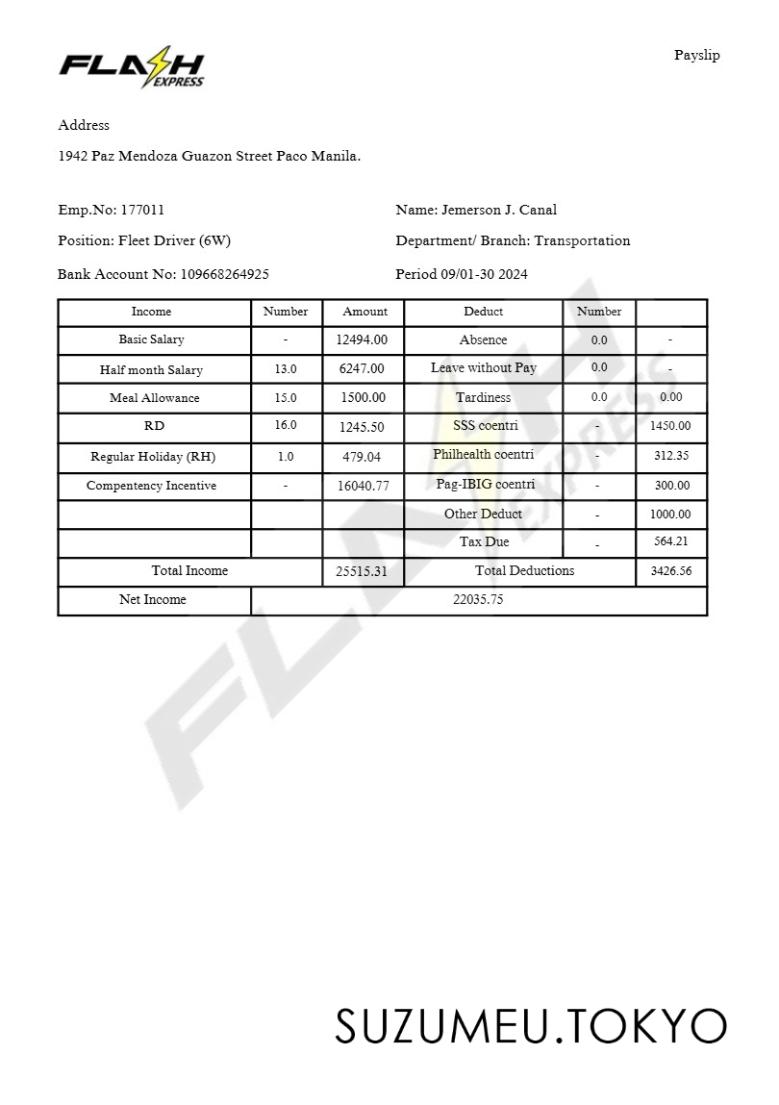 FLASH
EXPRESS
Payslip
Address
1942 Paz Mendoza Guazon Street Paco Manila.
Emp.No: 177011 Name: Jemerson J. Canal
Position: Fleet Driver (6W) Department/ Branch: Transportation
Bank Account No: 109668264925 Period 09/01-30 2024
Income Number Amount Deduct Number
Basic Salary - 12494.00 Absence 0.0 -
Half month Salary 13.0 6247.00 Leave without Pay 0.0 -
Meal Allowance 15.0 1500.00 Tardiness 0.0 0.00
RD 16.0 1245.50 SSS coentri - 1450.00
Regular Holiday (RH) 1.0 479.04 Philhealth coentri - 312.35
Compentency Incentive - 16040.77 Pag-IBIG coentri - 300.00
Other Deduct - 1000.00
Tax Due - 564.21
Total Income 25515.31 Total Deductions 3426.56
Net Income 22035.75
FLASH
EXPRESS
SUZUMEU.TOKYO